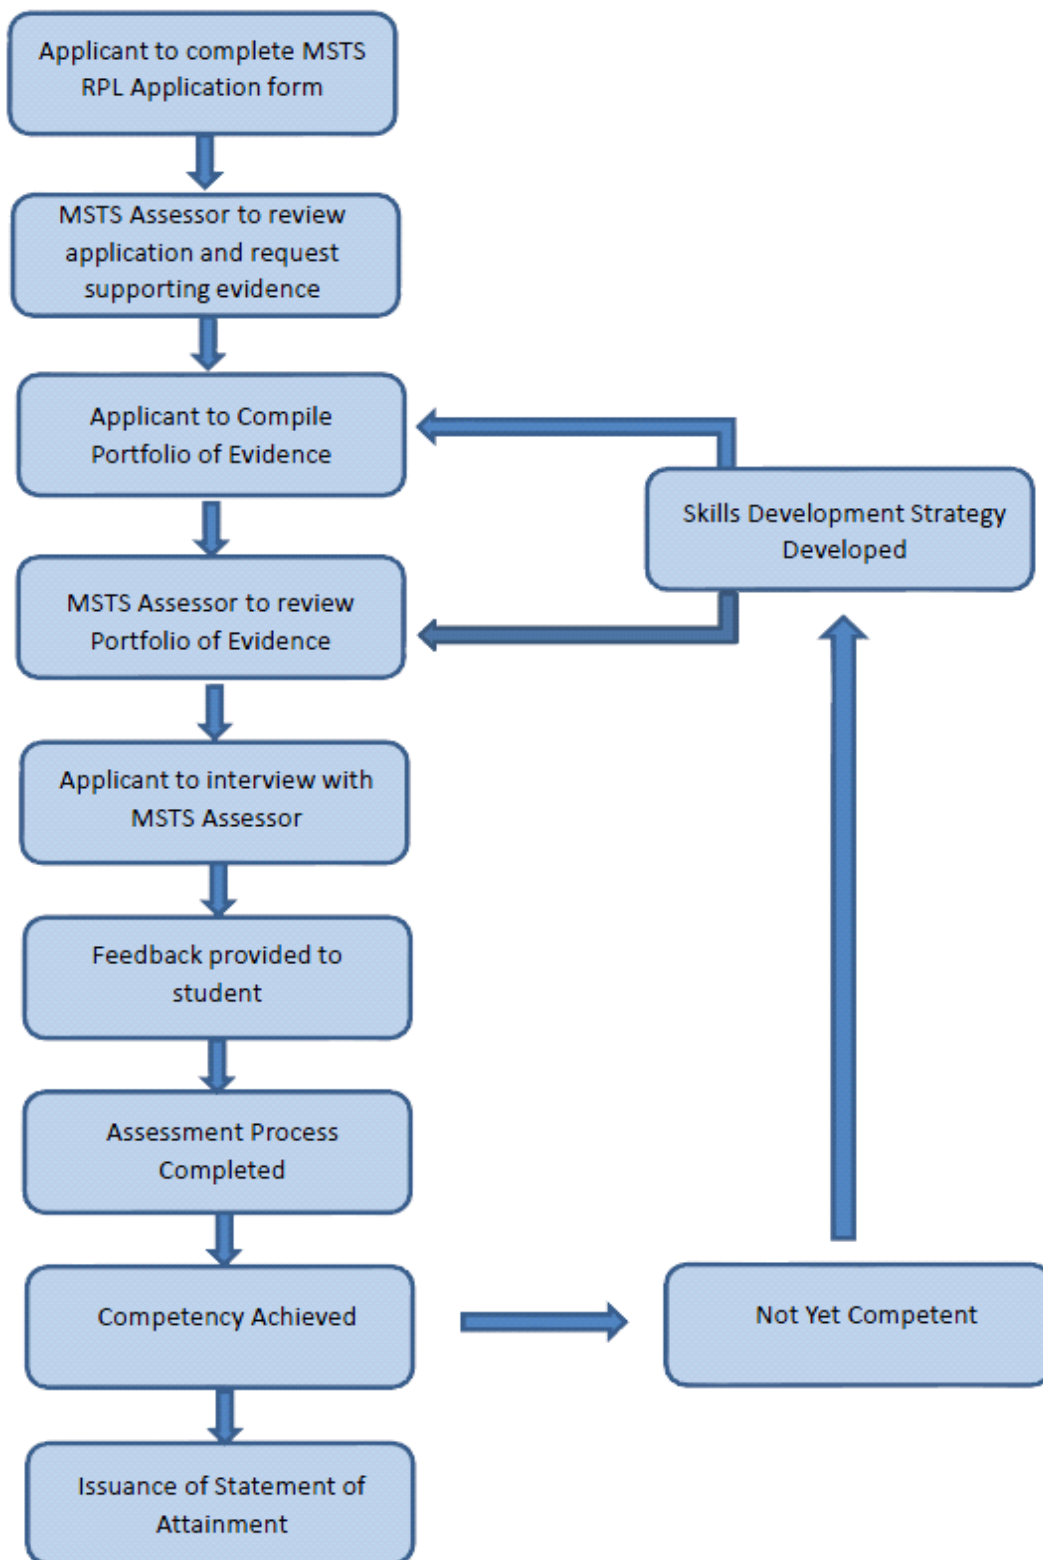 Applicant to complete MSTS
RPL Application form
MSTS Assessor to review
application and request
supporting evidence
Applicant to Compile
Portfolio of Evidence
Skills Development Strategy
Developed
MSTS Assessor to review
Portfolio of Evidence
Applicant to interview with
MSTS Assessor
Feedback provided to
student
Assessment Process
Completed
Competency Achieved
Not Yet Competent
Issuance of Statement of
Attainment